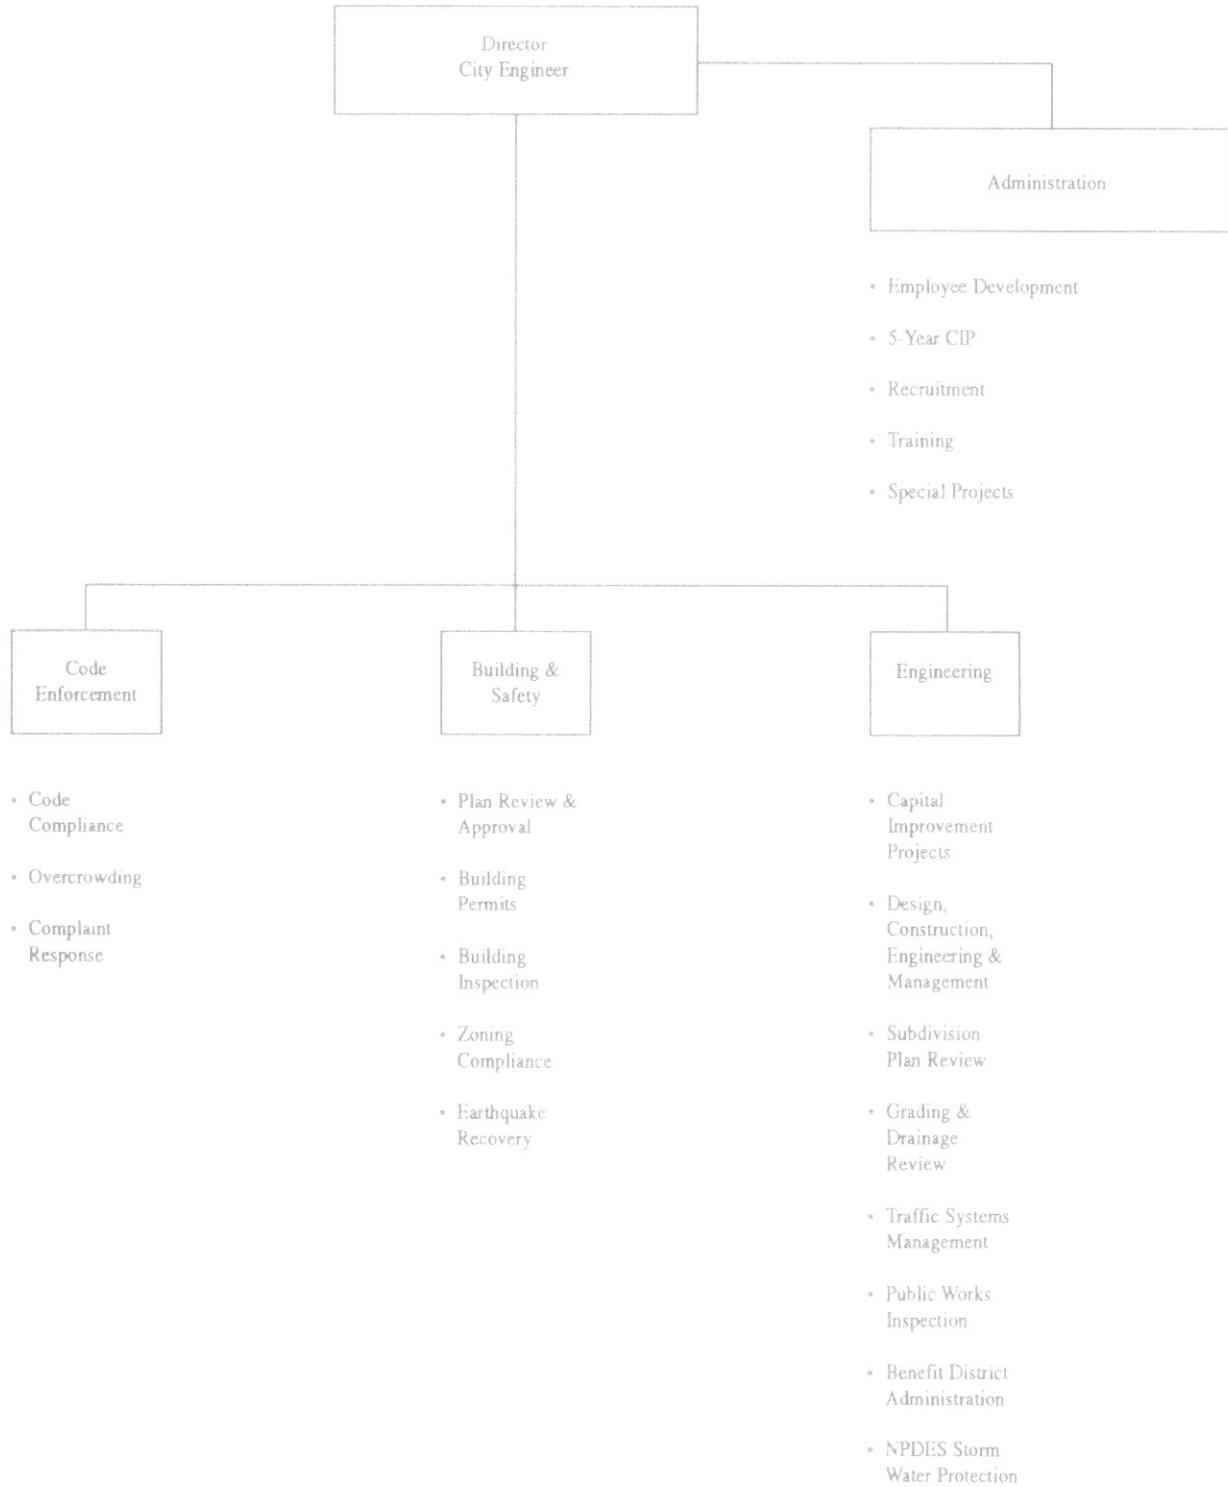 Director
City Engineer
Administration
• Employee Development
• 5-Year CIP
• Recruitment
• Training
• Special Projects
Code
Enforcement
• Code
Compliance
• Overcrowding
• Complaint
Response
Building &
Safety
• Plan Review &
Approval
• Building
Permits
• Building
Inspection
• Zoning
Compliance
• Earthquake
Recovery
Engineering
• Capital
Improvement
Projects
• Design,
Construction,
Engineering &
Management
• Subdivision
Plan Review
• Grading &
Drainage
Review
• Traffic Systems
Management
• Public Works
Inspection
• Benefit District
Administration
• NPDES Storm
Water Protection